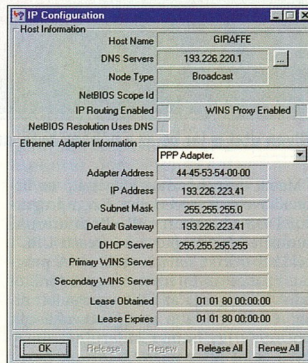 IP Configuration
Host Information
Host Name GIRAFFE
DNS Servers 193.226.220.1 ...
Node Type Broadcast
NetBIOS Scope Id
IP Routing Enabled WINS Proxy Enabled
NetBIOS Resolution Uses DNS
Ethernet Adapter Information
PPP Adapter.
Adapter Address 44-45-53-54-00-00
IP Address 193.226.223.41
Subnet Mask 255.255.255.0
Default Gateway 193.226.223.41
DHCP Server 255.255.255.255
Primary WINS Server
Secondary WINS Server
Lease Obtained 01 01 80 00:00:00
Lease Expires 01 01 80 00:00:00
OK Release Renew Release All Renew All